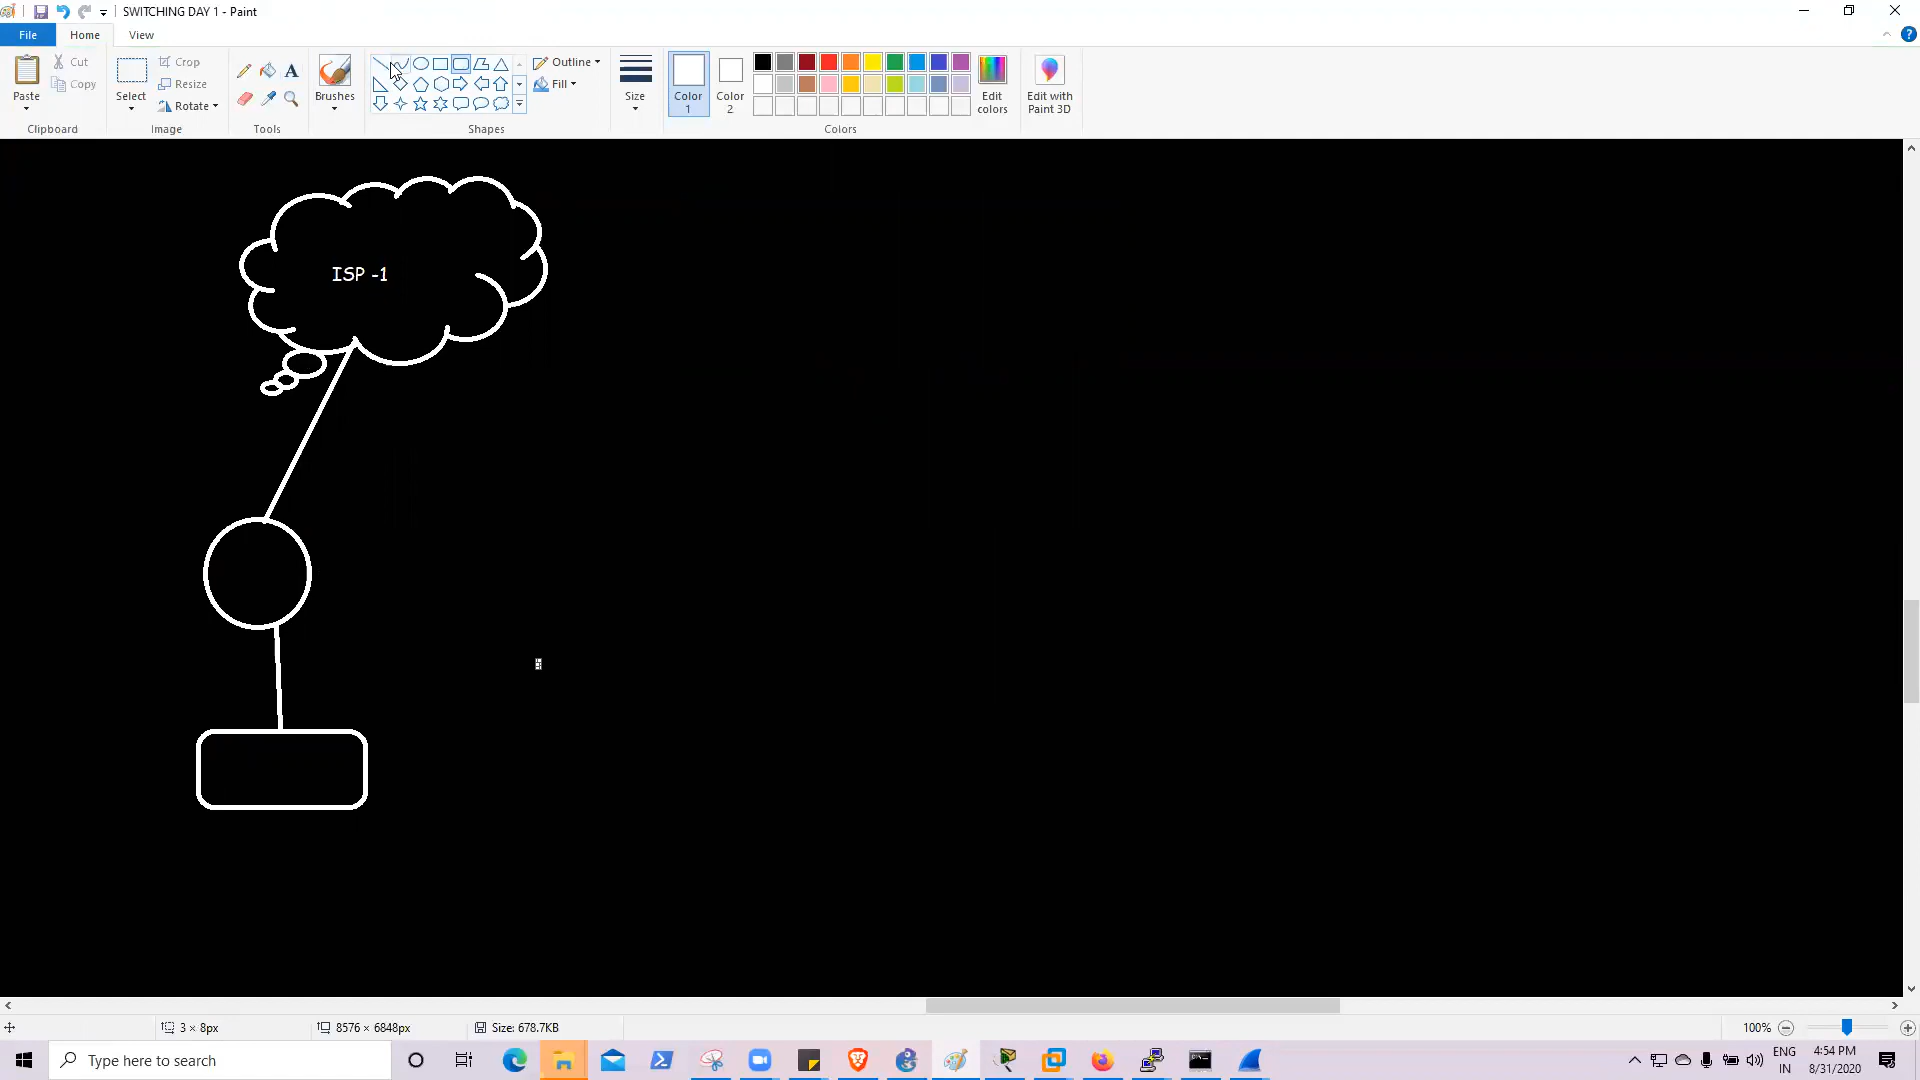 SWITCHING DAY 1 - Paint
File
Home
View
Paste
Cut
Copy
Clipboard
Select
Crop
Resize
Rotate
Image
A
Tools
Brushes
Outline
Fill
Shapes
Size
Color
1
Color
2
Colors
Edit
colors
Edit with
Paint 3D
ISP -1
3 × 8px
8576 × 6848px
Size: 678.7KB
100%
Type here to search
ENG
IN
4:54 PM
8/31/2020